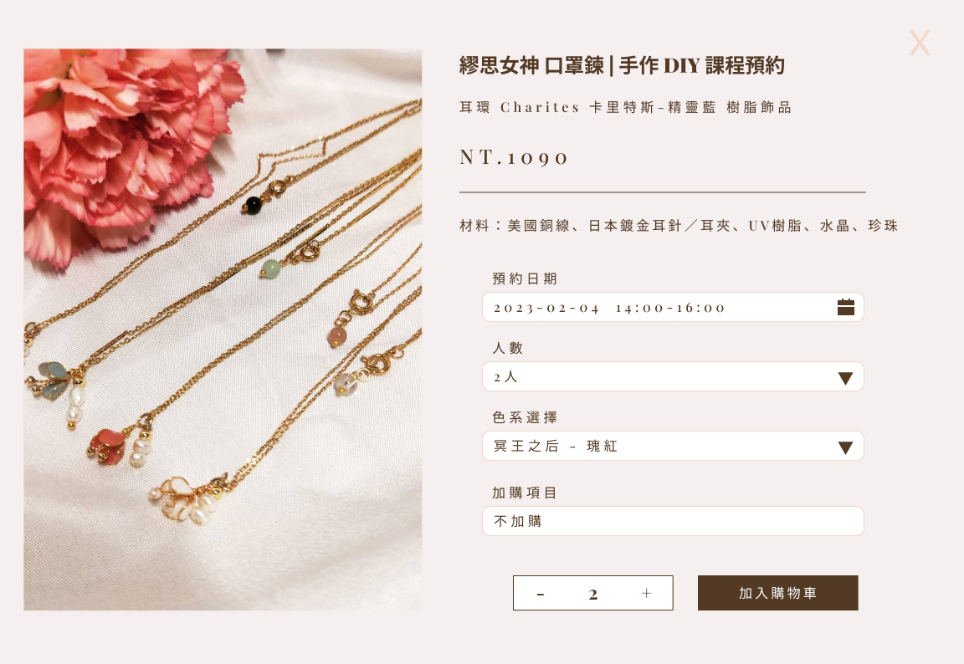 X
繆思女神 口罩鍊 | 手作 DIY 課程預約
耳環 Charites 卡里特斯-精靈藍 樹脂飾品
NT.1090
材料：美國銅線、日本鍍金耳針／耳夾、UV樹脂、水晶、珍珠
預約日期
2023-02-04 14:00-16:00
人數
2人
色系選擇
冥王之后 - 瑰紅
加購項目
不加購
- 2 +
加入購物車